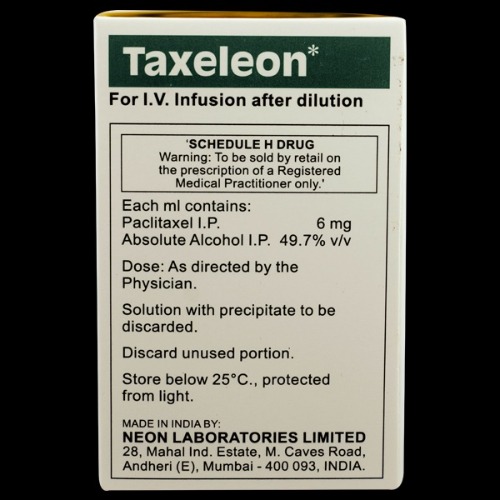 Taxeleon*
For I.V. Infusion after dilution
'SCHEDULE H DRUG
Warning: To be sold by retail on
the prescription of a Registered
Medical Practitioner only.'
Each ml contains:
Paclitaxel I.P. 6 mg
Absolute Alcohol I.P. 49.7% v/v
Dose: As directed by the
Physician.
Solution with precipitate to be
discarded.
Discard unused portion.
Store below 25°C., protected
from light.
MADE IN INDIA BY:
NEON LABORATORIES LIMITED
28, Mahal Ind. Estate, M. Caves Road,
Andheri (E), Mumbai - 400 093, INDIA.